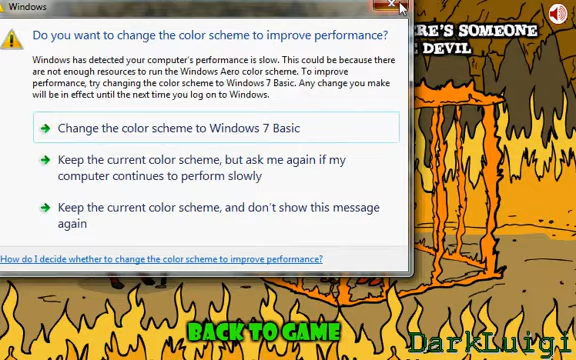 Windows
Do you want to change the color scheme to improve performance?
Windows has detected your computer's performance is slow. This could be because there
are not enough resources to run the Windows Aero color scheme. To improve
performance, try changing the color scheme to Windows 7 Basic. Any change you make
will be in effect until the next time you log on to Windows.
Change the color scheme to Windows 7 Basic
Keep the current color scheme, but ask me again if my
computer continues to perform slowly
Keep the current color scheme, and don't show this message
again
How do I decide whether to change the color scheme to improve performance?
ERE'S SOMEONE
DEVIL
BACK TO GAME
DarkLuigi